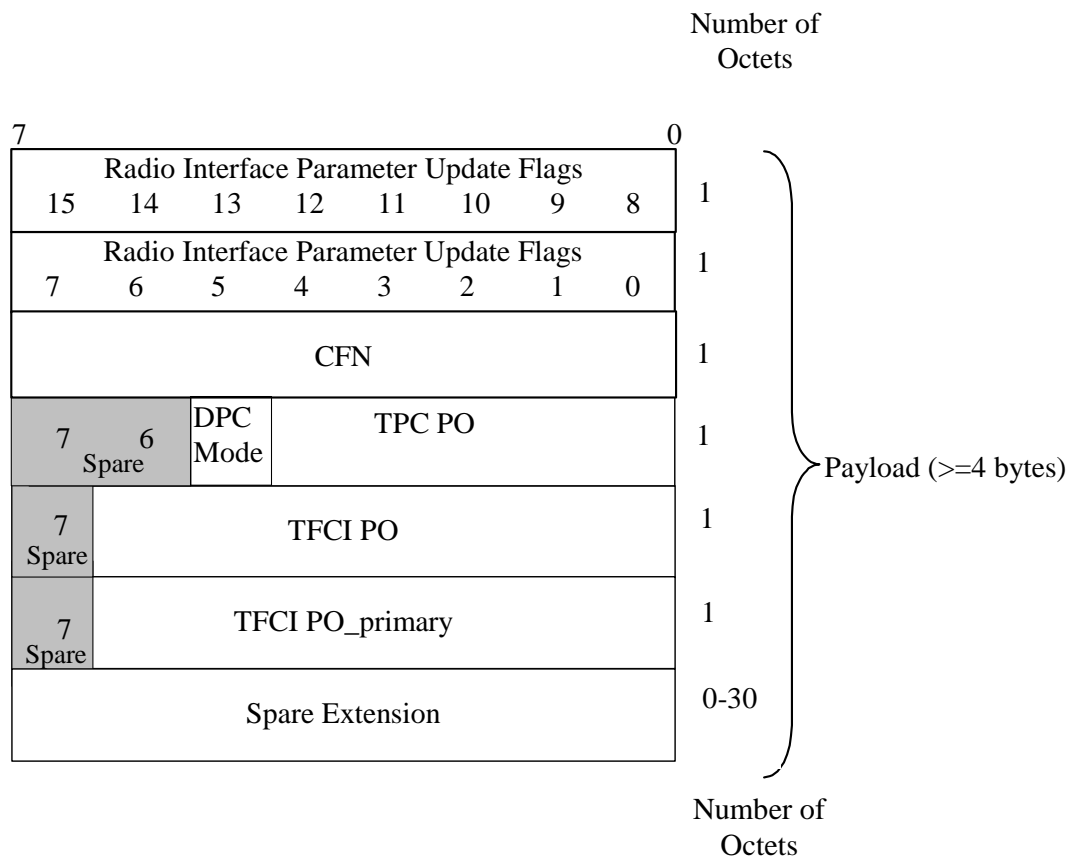 Number of
Octets
7 0
Radio Interface Parameter Update Flags
15 14 13 12 11 10 9 8
1
Radio Interface Parameter Update Flags
7 6 5 4 3 2 1 0
1
CFN
1
7 6
Spare
DPC
Mode
TPC PO
1
Payload (>=4 bytes)
7
Spare
TFCI PO
1
7
Spare
TFCI PO_primary
1
Spare Extension
0-30
Number of
Octets